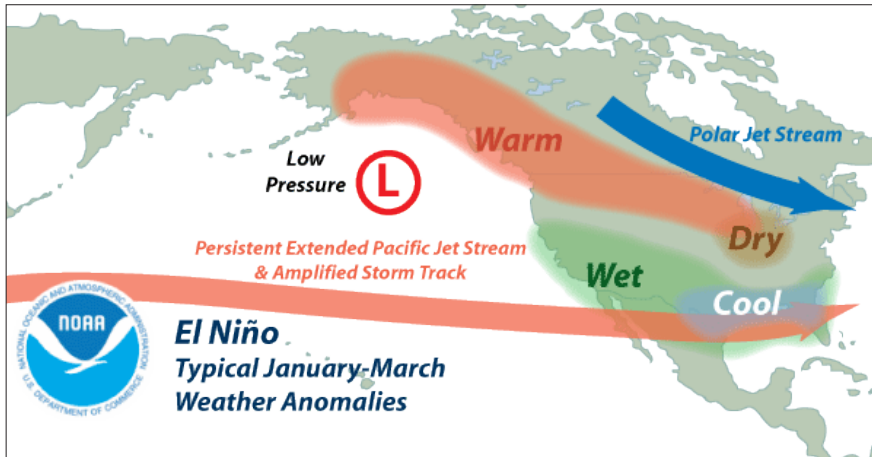 Polar Jet Stream
Warm
Low
Pressure
L
Dry
Persistent Extended Pacific Jet Stream
& Amplified Storm Track
Wet
Cool
NATIONAL OCEANIC AND ATMOSPHERIC ADMINISTRATION
NOAA
U.S. DEPARTMENT OF COMMERCE
El Niño
Typical January-March
Weather Anomalies